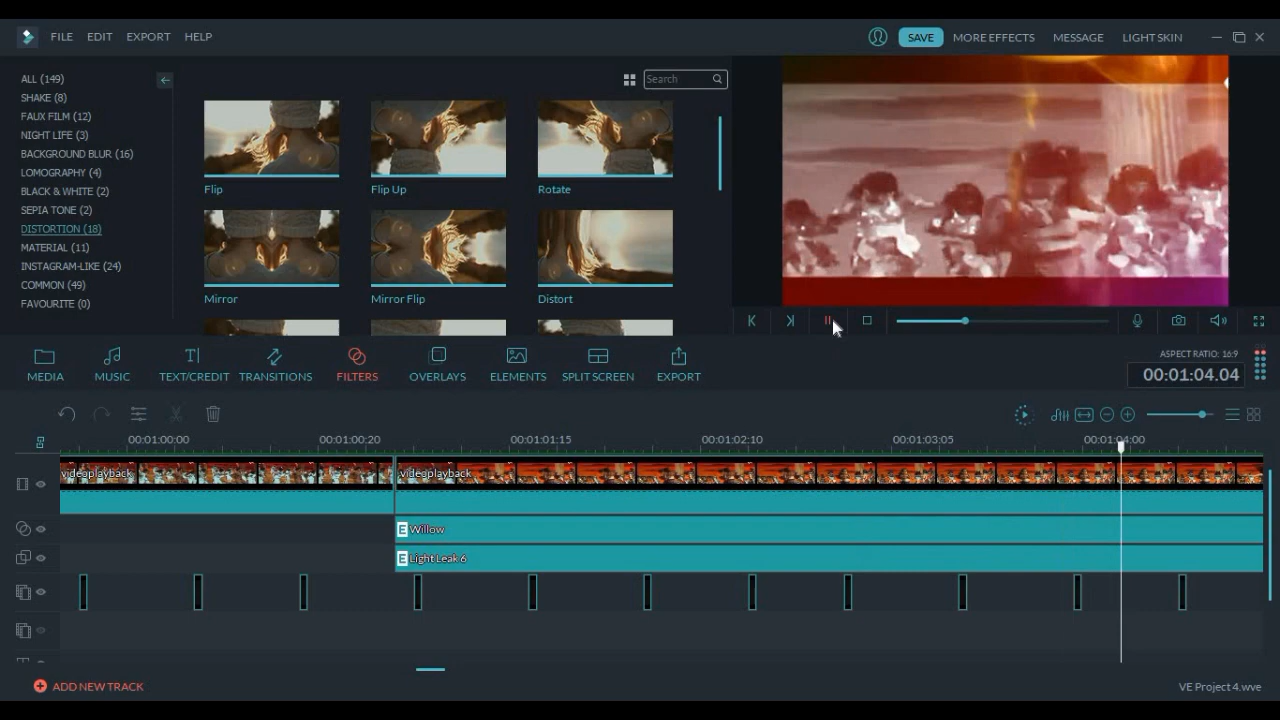 FILE EDIT EXPORT HELP
SAVE MORE EFFECTS MESSAGE LIGHT SKIN
ALL (149)
SHAKE (8)
FAUX FILM (12)
NIGHT LIFE (3)
BACKGROUND BLUR (16)
LOMOGRAPHY (4)
BLACK & WHITE (2)
SEPIA TONE (2)
DISTORTION (18)
MATERIAL (11)
INSTAGRAM-LIKE (24)
COMMON (49)
FAVOURITE (0)
Search
Flip Flip Up Rotate
Mirror Mirror Flip Distort
MEDIA MUSIC TEXT/CREDIT TRANSITIONS FILTERS OVERLAYS ELEMENTS SPLIT SCREEN EXPORT
ASPECT RATIO: 16:9
00:01:04.04
00:01:00:00 00:01:00:20 00:01:01:15 00:01:02:10 00:01:03:05 00:01:04:00
videoplayback videoplayback
E Willow
E Light Leak 6
ADD NEW TRACK
VE Project 4.wve